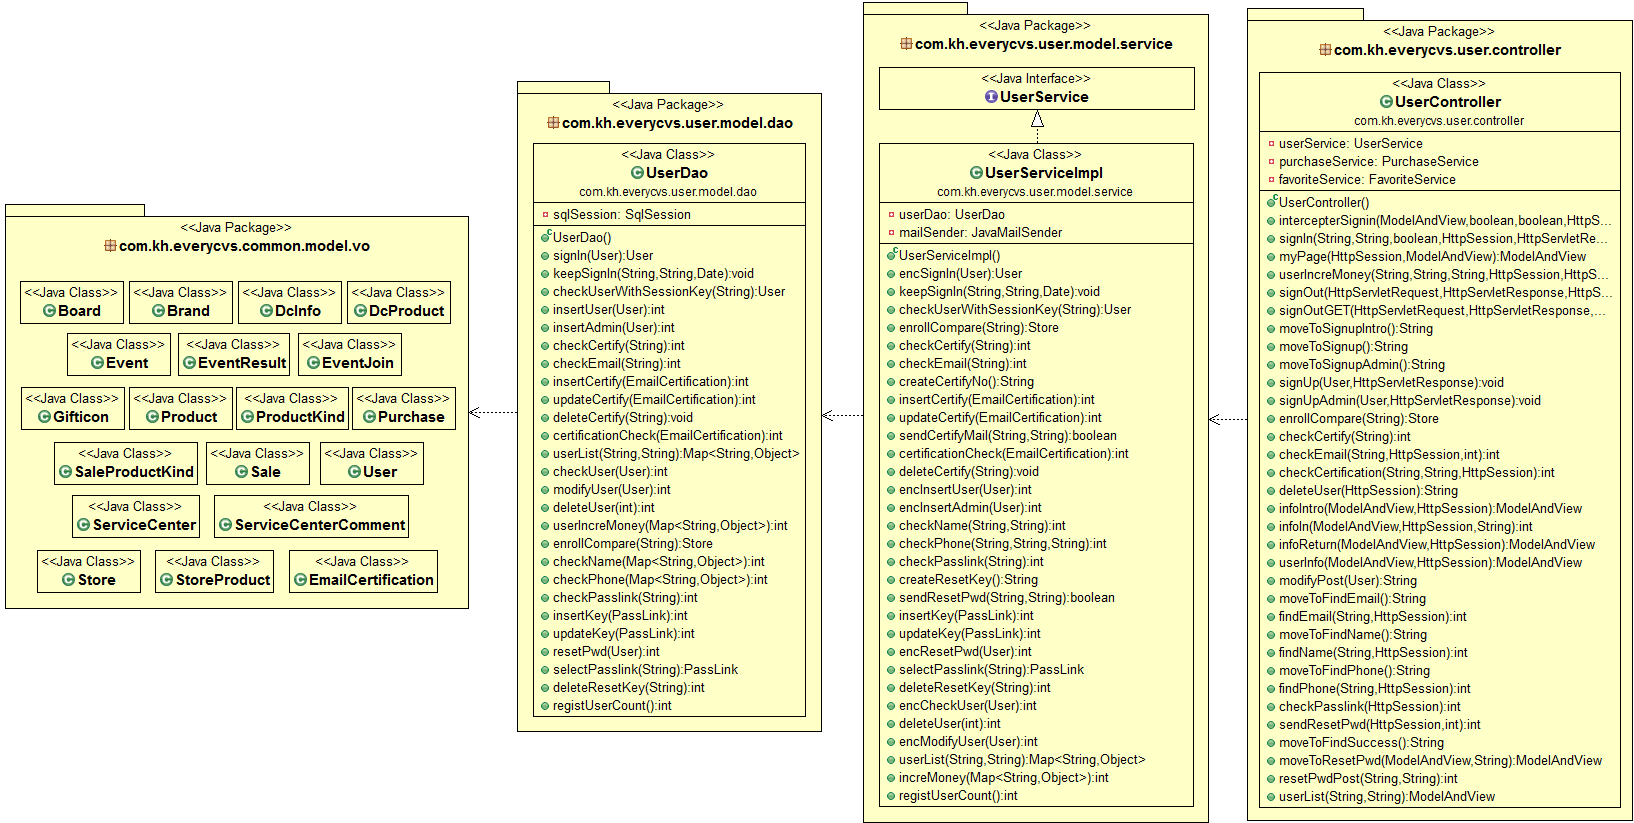 <<Java Package>>
com.kh.everycvs.common.model.vo
<<Java Class>> <<Java Class>> <<Java Class>> <<Java Class>>
Board Brand DcInfo DcProduct
<<Java Class>> <<Java Class>> <<Java Class>>
Event EventResult EventJoin
<<Java Class>> <<Java Class>> <<Java Class>> <<Java Class>>
Gifticon Product ProductKind Purchase
<<Java Class>> <<Java Class>> <<Java Class>>
SaleProductKind Sale User
<<Java Class>> <<Java Class>>
ServiceCenter ServiceCenterComment
<<Java Class>> <<Java Class>> <<Java Class>>
Store StoreProduct EmailCertification
<<Java Package>>
com.kh.everycvs.user.model.dao
<<Java Class>>
UserDao
com.kh.everycvs.user.model.dao
sqlSession: SqlSession
UserDao()
signIn(User):User
keepSignIn(String,String,Date):void
checkUserWithSessionKey(String):User
insertUser(User):int
insertAdmin(User):int
checkCertify(String):int
checkEmail(String):int
insertCertify(EmailCertification):int
updateCertify(EmailCertification):int
deleteCertify(String):void
certificationCheck(EmailCertification):int
userList(String,String):Map<String,Object>
checkUser(User):int
modifyUser(User):int
deleteUser(int):int
userIncreMoney(Map<String,Object>):int
enrollCompare(String):Store
checkName(Map<String,Object>):int
checkPhone(Map<String,Object>):int
checkPasslink(String):int
insertKey(PassLink):int
updateKey(PassLink):int
resetPwd(User):int
selectPasslink(String):PassLink
deleteResetKey(String):int
registUserCount():int
<<Java Package>>
com.kh.everycvs.user.model.service
<<Java Interface>>
UserService
<<Java Class>>
UserServiceImpl
com.kh.everycvs.user.model.service
userDao: UserDao
mailSender: JavaMailSender
UserServiceImpl()
encSignIn(User):User
keepSignIn(String,String,Date):void
checkUserWithSessionKey(String):User
enrollCompare(String):Store
checkCertify(String):int
checkEmail(String):int
createCertifyNo():String
insertCertify(EmailCertification):int
updateCertify(EmailCertification):int
sendCertifyMail(String,String):boolean
certificationCheck(EmailCertification):int
deleteCertify(String):void
encInsertUser(User):int
encInsertAdmin(User):int
checkName(String,String):int
checkPhone(String,String,String):int
checkPasslink(String):int
createResetKey():String
sendResetPwd(String,String):boolean
insertKey(PassLink):int
updateKey(PassLink):int
encResetPwd(User):int
selectPasslink(String):PassLink
deleteResetKey(String):int
encCheckUser(User):int
deleteUser(int):int
encModifyUser(User):int
userList(String,String):Map<String,Object>
increMoney(Map<String,Object>):int
registUserCount():int
<<Java Package>>
com.kh.everycvs.user.controller
<<Java Class>>
UserController
com.kh.everycvs.user.controller
userService: UserService
purchaseService: PurchaseService
favoriteService: FavoriteService
UserController()
intercepterSignin(ModelAndView,boolean,boolean,HttpS...
signIn(String,String,boolean,HttpSession,HttpServletRe...
myPage(HttpSession,ModelAndView):ModelAndView
userIncreMoney(String,String,String,HttpSession,HttpS...
signOut(HttpServletRequest,HttpServletResponse,HttpS...
signOutGET(HttpServletRequest,HttpServletResponse,...
moveToSignupIntro():String
moveToSignup():String
moveToSignupAdmin():String
signUp(User,HttpServletResponse):void
signUpAdmin(User,HttpServletResponse):void
enrollCompare(String):Store
checkCertify(String):int
checkEmail(String,HttpSession,int):int
checkCertification(String,String,HttpSession):int
deleteUser(HttpSession):String
infoIntro(ModelAndView,HttpSession):ModelAndView
infoIn(ModelAndView,HttpSession,String):int
infoReturn(ModelAndView,HttpSession):ModelAndView
userInfo(ModelAndView,HttpSession):ModelAndView
modifyPost(User):String
moveToFindEmail():String
findEmail(String,HttpSession):int
moveToFindName():String
findName(String,HttpSession):int
moveToFindPhone():String
findPhone(String,HttpSession):int
checkPasslink(HttpSession):int
sendResetPwd(HttpSession,int):int
moveToFindSuccess():String
moveToResetPwd(ModelAndView,String):ModelAndView
resetPwdPost(String,String):int
userList(String,String):ModelAndView